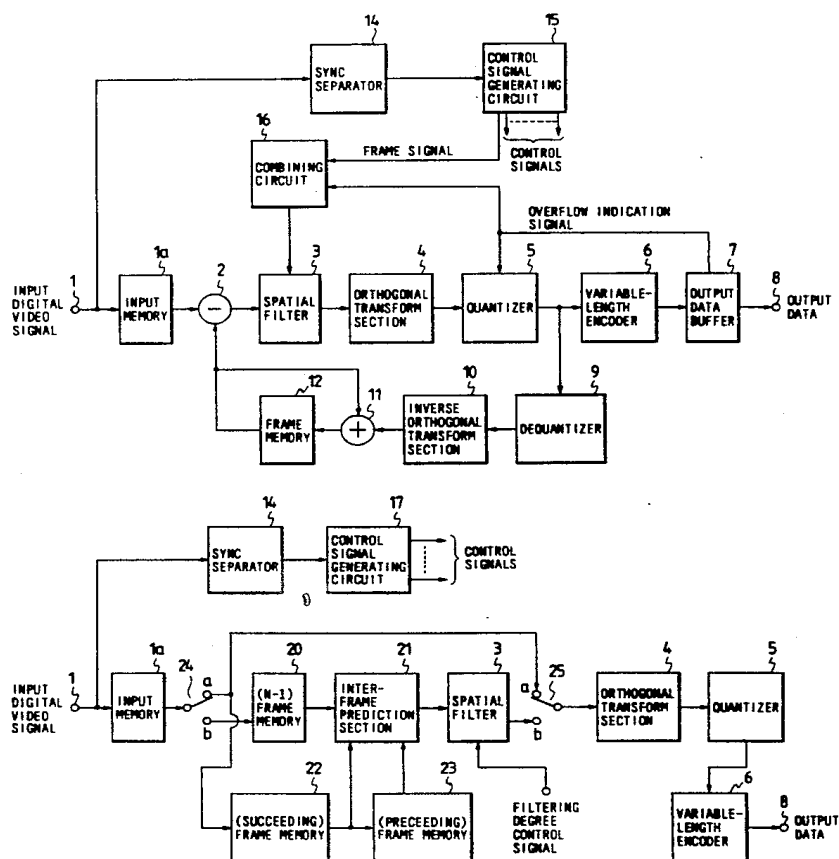 14
SYNC
SEPARATOR
15
CONTROL
SIGNAL
GENERATING
CIRCUIT
16
COMBINING
CIRCUIT
FRAME SIGNAL
CONTROL
SIGNALS
OVERFLOW INDICATION
SIGNAL
INPUT
DIGITAL
VIDEO
SIGNAL
1
1a
INPUT
MEMORY
2
−
3
SPATIAL
FILTER
4
ORTHOGONAL
TRANSFORM
SECTION
5
QUANTIZER
6
VARIABLE-
LENGTH
ENCODER
7
OUTPUT
DATA
BUFFER
8
OUTPUT
DATA
12
FRAME
MEMORY
11
+
10
INVERSE
ORTHOGONAL
TRANSFORM
SECTION
9
DEQUANTIZER
14
SYNC
SEPARATOR
17
CONTROL
SIGNAL
GENERATING
CIRCUIT
CONTROL
SIGNALS
INPUT
DIGITAL
VIDEO
SIGNAL
1
1a
INPUT
MEMORY
24
a
b
20
(N-1)
FRAME
MEMORY
21
INTER-
FRAME
PREDICTION
SECTION
3
SPATIAL
FILTER
a
b
25
4
ORTHOGONAL
TRANSFORM
SECTION
5
QUANTIZER
22
(SUCCEEDING)
FRAME MEMORY
23
(PRECEEDING)
FRAME MEMORY
FILTERING
DEGREE
CONTROL
SIGNAL
6
VARIABLE-
LENGTH
ENCODER
8
OUTPUT
DATA